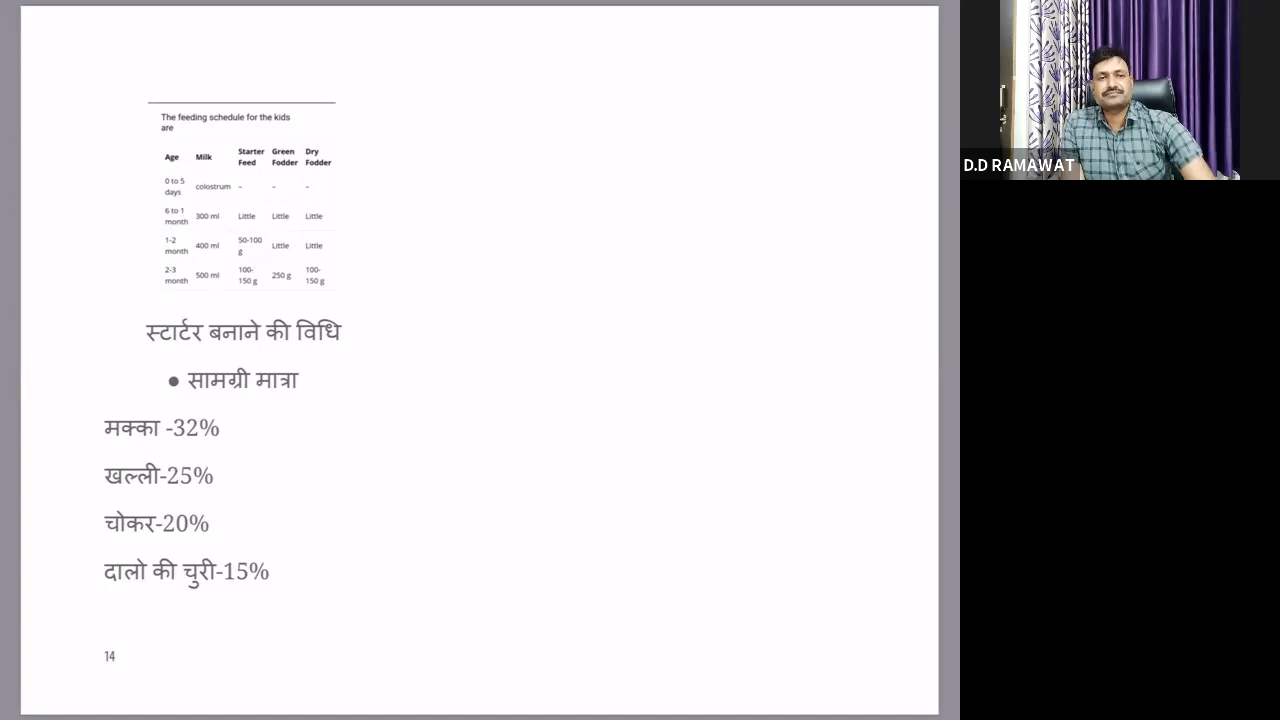 The feeding schedule for the kids
are
Age Milk Starter Feed Green Fodder Dry Fodder
0 to 5 days colostrum – – –
6 to 1 month 300 ml Little Little Little
1-2 month 400 ml 50-100 g Little Little
2-3 month 500 ml 100-150 g 250 g 100-150 g
स्टार्टर बनाने की विधि
● सामग्री मात्रा
मक्का -32%
खल्ली-25%
चोकर-20%
दालो की चुरी-15%
14
D.D RAMAWAT